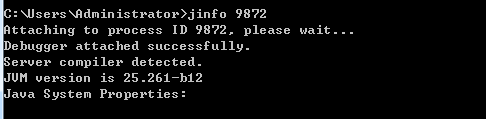 C:\Users\Administrator>jinfo 9872
Attaching to process ID 9872, please wait...
Debugger attached successfully.
Server compiler detected.
JVM version is 25.261-b12
Java System Properties: